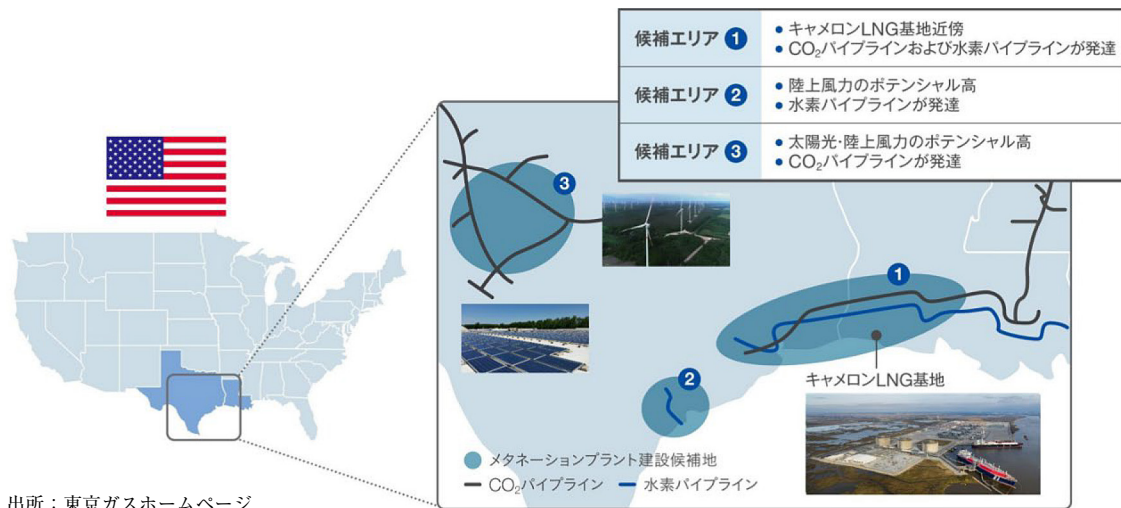 候補エリア 1
● キャメロンLNG基地近傍
● CO₂パイプラインおよび水素パイプラインが発達
候補エリア 2
● 陸上風力のポテンシャル高
● 水素パイプラインが発達
候補エリア 3
● 太陽光・陸上風力のポテンシャル高
● CO₂パイプラインが発達
3
1
2
キャメロンLNG基地
メタネーションプラント建設候補地
CO₂パイプライン
水素パイプライン
出所：東京ガスホームページ